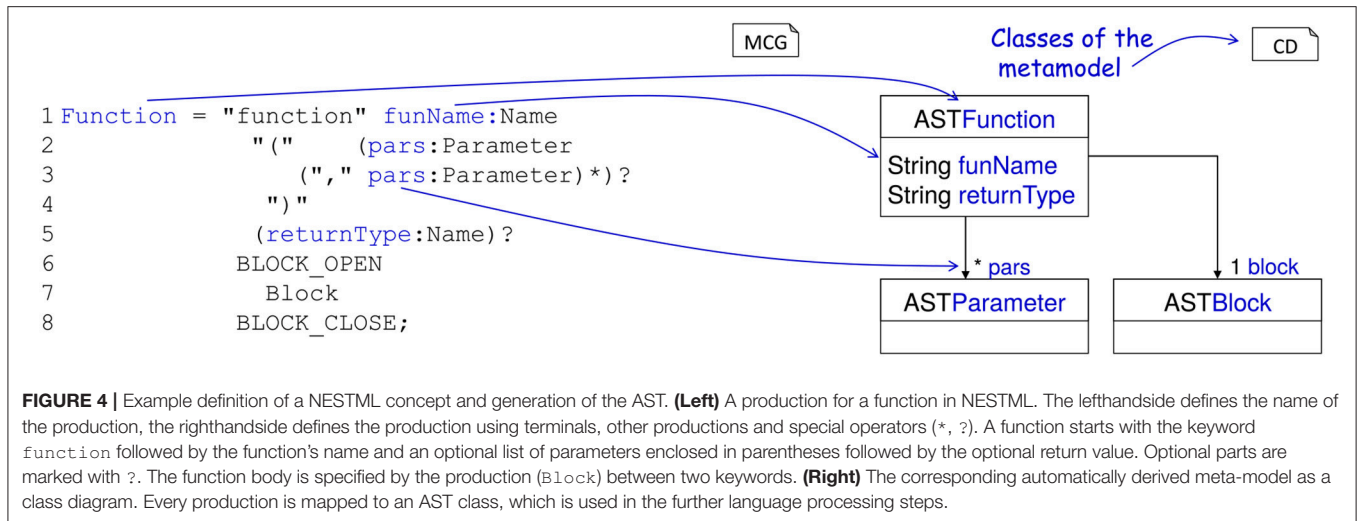 MCG
Classes of the
metamodel
CD
1 Function = "function" funName:Name
2 "(" (pars:Parameter
3 ("," pars:Parameter)*)?
4 ")"
5 (returnType:Name)?
6 BLOCK_OPEN
7 Block
8 BLOCK_CLOSE;
ASTFunction
String funName
String returnType
* pars
1 block
ASTParameter
ASTBlock
FIGURE 4 | Example definition of a NESTML concept and generation of the AST. (Left) A production for a function in NESTML. The lefthandside defines the name of
the production, the righthandside defines the production using terminals, other productions and special operators (*, ?). A function starts with the keyword
function followed by the function's name and an optional list of parameters enclosed in parentheses followed by the optional return value. Optional parts are
marked with ?. The function body is specified by the production (Block) between two keywords. (Right) The corresponding automatically derived meta-model as a
class diagram. Every production is mapped to an AST class, which is used in the further language processing steps.